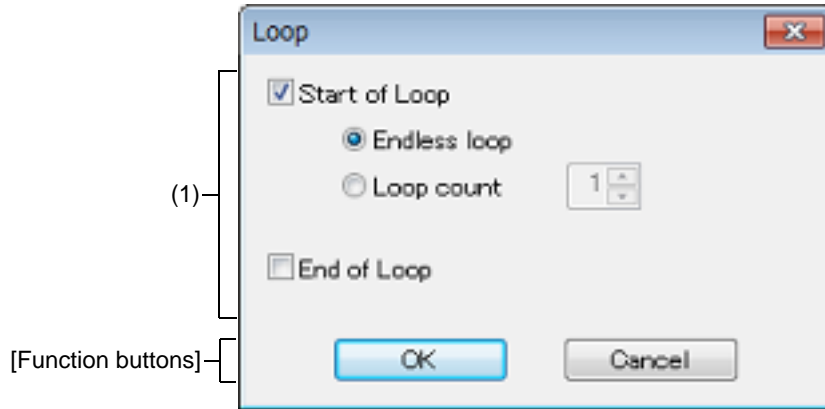 Loop
Start of Loop
Endless loop
(1)
Loop count 1
End of Loop
[Function buttons]
OK Cancel